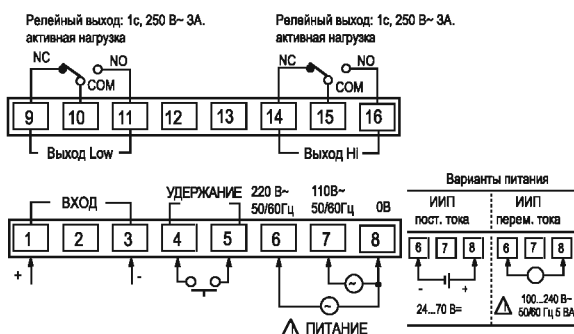 Релейный выход: 1с, 250 В~ 3А.
активная нагрузка
Релейный выход: 1с, 250 В~ 3А.
активная нагрузка
NC
NO
COM
NC
NO
COM
9 10 11 12 13 14 15 16
Выход Low
Выход Hi
ВХОД
УДЕРЖАНИЕ
220 В~
50/60Гц
110В~
50/60Гц
0В
1 2 3 4 5 6 7 8
+
-
~
~
ПИТАНИЕ
Варианты питания
ИИП
пост. тока
ИИП
перем. тока
6 7 8
6 7 8
- +
24...70 В=
100...240 В~
50/60 Гц 5 ВА